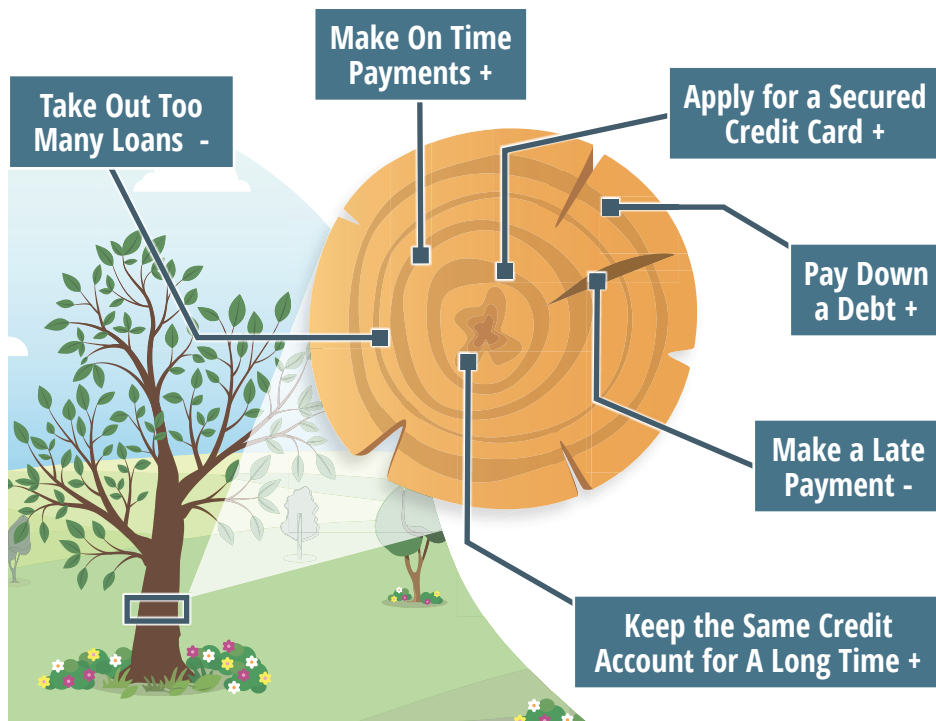 Make On Time
Payments +
Take Out Too
Many Loans -
Apply for a Secured
Credit Card +
Pay Down
a Debt +
Make a Late
Payment -
Keep the Same Credit
Account for A Long Time +